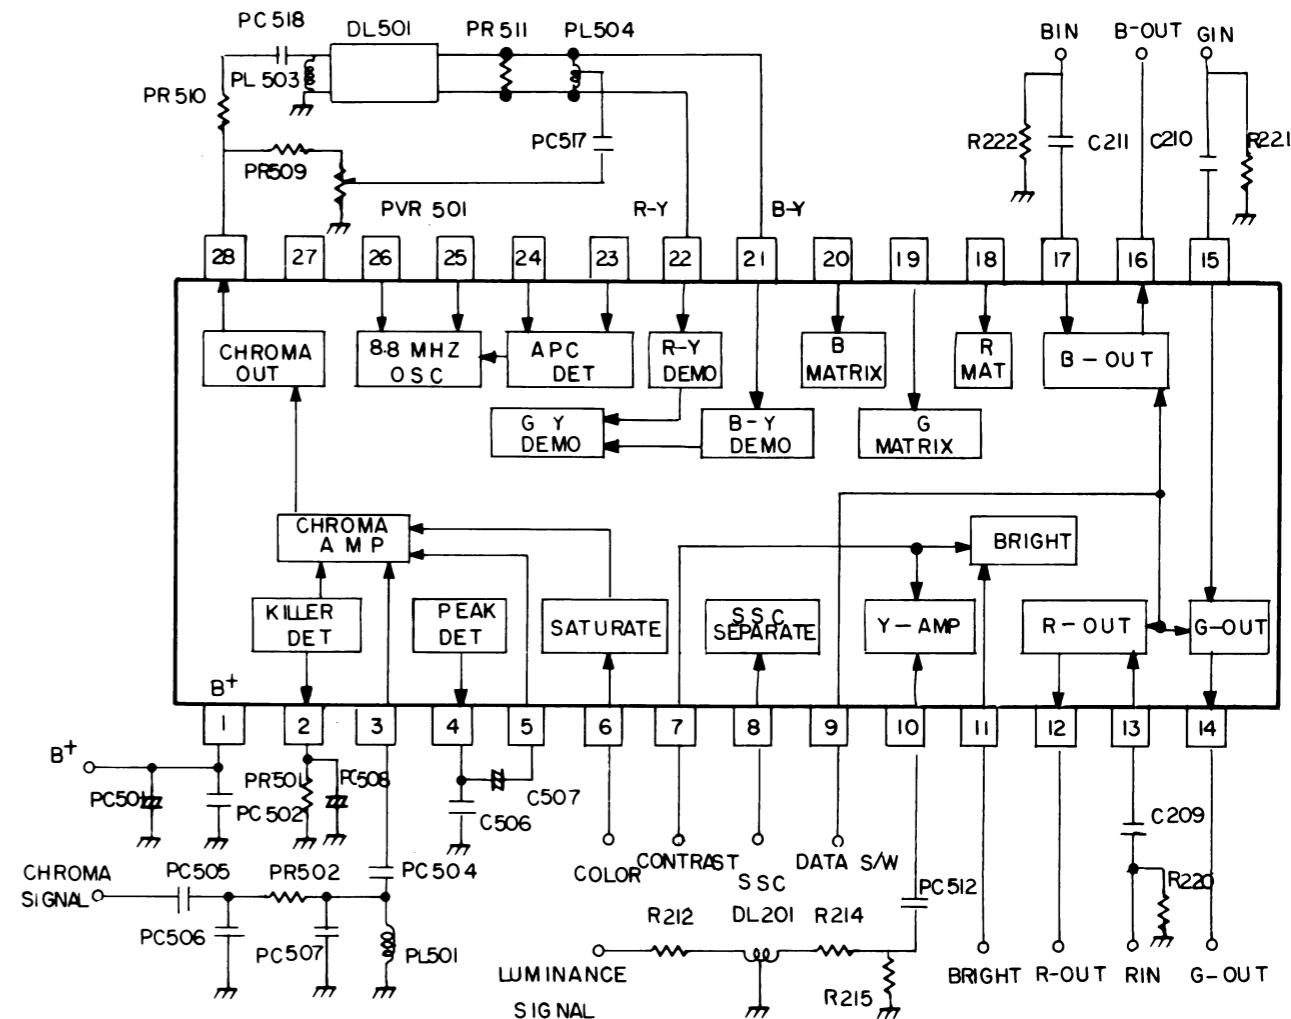 PC518
DL501
PR511
PL504
BIN
B-OUT
GIN
PL503
PR510
PC517
R222
C211
C210
R221
PR509
PVR 501
R-Y
B-Y
28
27
26
25
24
23
22
21
20
19
18
17
16
15
CHROMA
OUT
8.8 MHZ
OSC
APC
DET
R-Y
DEMO
B
MATRIX
R
MAT
B-OUT
G Y
DEMO
B-Y
DEMO
G
MATRIX
CHROMA
AMP
BRIGHT
KILLER
DET
PEAK
DET
SATURATE
SSC
SEPARATE
Y-AMP
R-OUT
G-OUT
B+
1
2
3
4
5
6
7
8
9
10
11
12
13
14
B+
PC501
PC502
PR501
PC508
C507
C506
C209
CHROMA
SIGNAL
PC505
PR502
PC504
COLOR
CONTRAST
SSC
DATA S/W
PC512
R220
PC506
PC507
PL501
R212
DL201
R214
LUMINANCE
SIGNAL
R215
BRIGHT
R-OUT
RIN
G-OUT